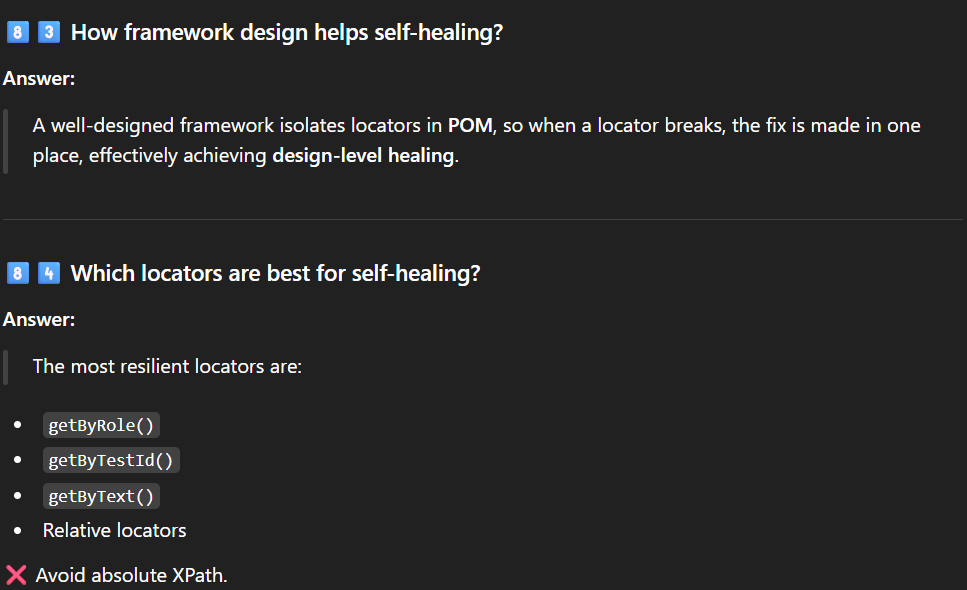 8️⃣ 3️⃣ How framework design helps self-healing?
Answer:
A well-designed framework isolates locators in POM, so when a locator breaks, the fix is made in one
place, effectively achieving design-level healing.
8️⃣ 4️⃣ Which locators are best for self-healing?
Answer:
The most resilient locators are:
• getByRole()
• getByTestId()
• getByText()
• Relative locators
❌ Avoid absolute XPath.